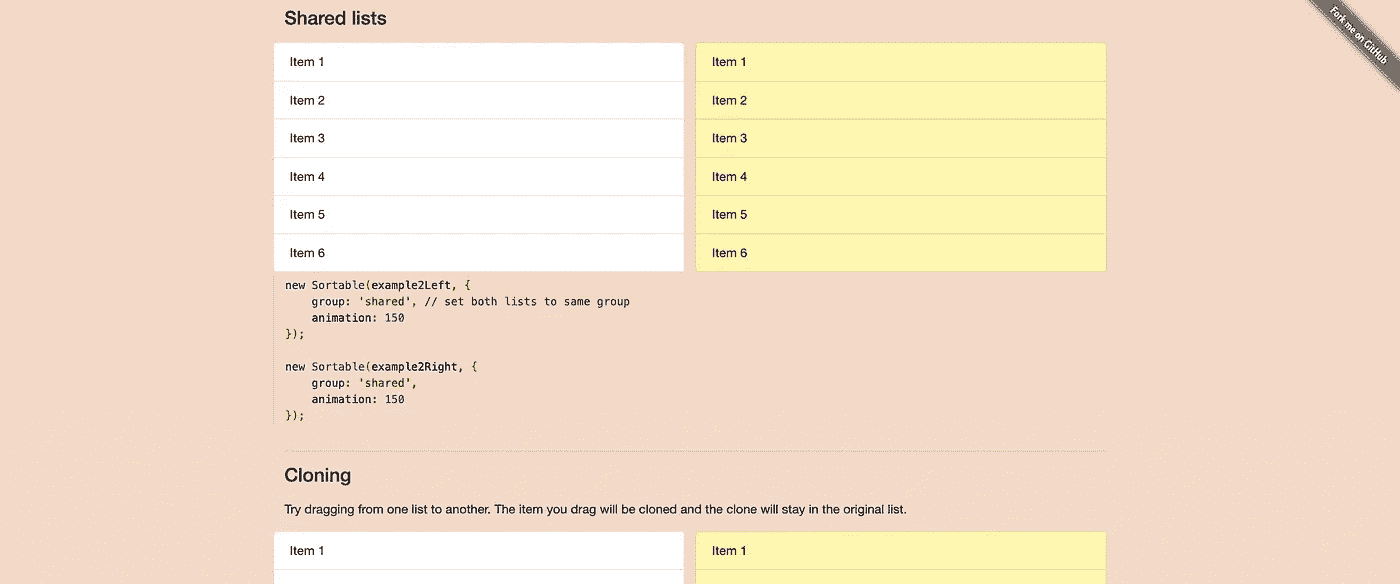 Shared lists
Fork me on GitHub
Item 1
Item 2
Item 3
Item 4
Item 5
Item 6
Item 1
Item 2
Item 3
Item 4
Item 5
Item 6
new Sortable(example2Left, {
    group: 'shared', // set both lists to same group
    animation: 150
});
new Sortable(example2Right, {
    group: 'shared',
    animation: 150
});
Cloning
Try dragging from one list to another. The item you drag will be cloned and the clone will stay in the original list.
Item 1
Item 1